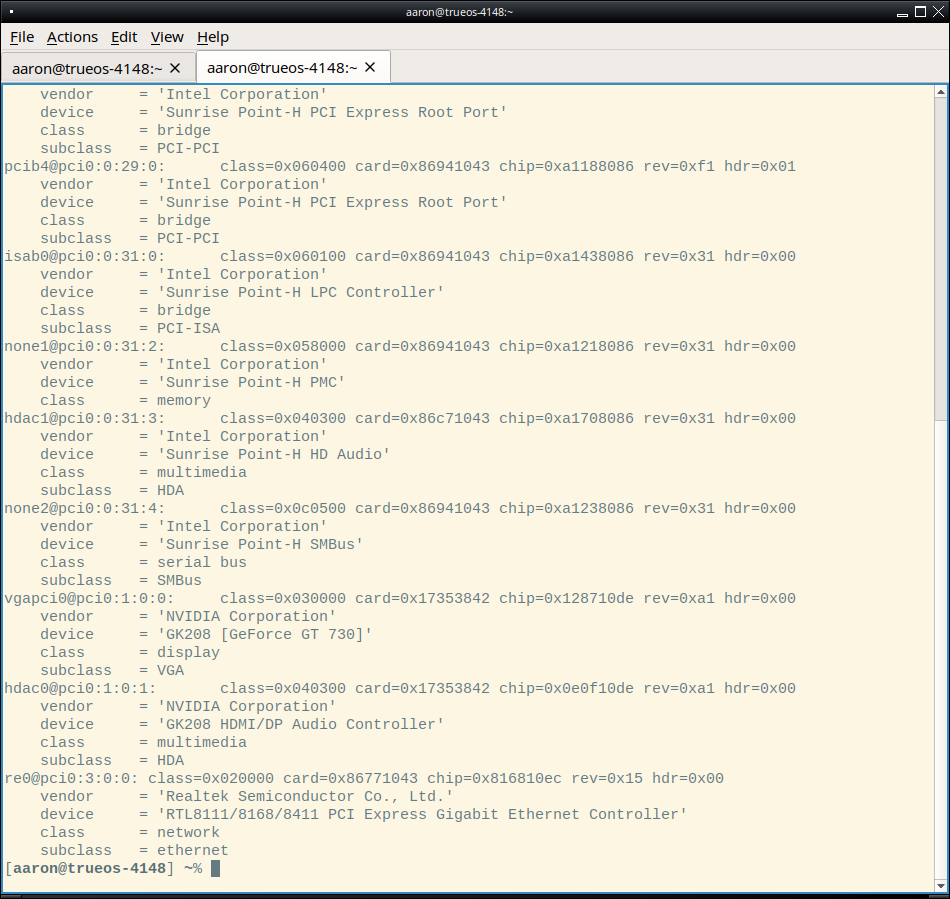 aaron@trueos-4148:~
File Actions Edit View Help
aaron@trueos-4148:~ aaron@trueos-4148:~
    vendor     = 'Intel Corporation'
    device     = 'Sunrise Point-H PCI Express Root Port'
    class      = bridge
    subclass   = PCI-PCI
pcib4@pci0:0:29:0:      class=0x060400 card=0x86941043 chip=0xa1188086 rev=0xf1 hdr=0x01
    vendor     = 'Intel Corporation'
    device     = 'Sunrise Point-H PCI Express Root Port'
    class      = bridge
    subclass   = PCI-PCI
isab0@pci0:0:31:0:      class=0x060100 card=0x86941043 chip=0xa1438086 rev=0x31 hdr=0x00
    vendor     = 'Intel Corporation'
    device     = 'Sunrise Point-H LPC Controller'
    class      = bridge
    subclass   = PCI-ISA
none1@pci0:0:31:2:      class=0x058000 card=0x86941043 chip=0xa1218086 rev=0x31 hdr=0x00
    vendor     = 'Intel Corporation'
    device     = 'Sunrise Point-H PMC'
    class      = memory
hdac1@pci0:0:31:3:      class=0x040300 card=0x86c71043 chip=0xa1708086 rev=0x31 hdr=0x00
    vendor     = 'Intel Corporation'
    device     = 'Sunrise Point-H HD Audio'
    class      = multimedia
    subclass   = HDA
none2@pci0:0:31:4:      class=0x0c0500 card=0x86941043 chip=0xa1238086 rev=0x31 hdr=0x00
    vendor     = 'Intel Corporation'
    device     = 'Sunrise Point-H SMBus'
    class      = serial bus
    subclass   = SMBus
vgapci0@pci0:1:0:0:     class=0x030000 card=0x17353842 chip=0x128710de rev=0xa1 hdr=0x00
    vendor     = 'NVIDIA Corporation'
    device     = 'GK208 [GeForce GT 730]'
    class      = display
    subclass   = VGA
hdac0@pci0:1:0:1:       class=0x040300 card=0x17353842 chip=0x0e0f10de rev=0xa1 hdr=0x00
    vendor     = 'NVIDIA Corporation'
    device     = 'GK208 HDMI/DP Audio Controller'
    class      = multimedia
    subclass   = HDA
re0@pci0:3:0:0: class=0x020000 card=0x86771043 chip=0x816810ec rev=0x15 hdr=0x00
    vendor     = 'Realtek Semiconductor Co., Ltd.'
    device     = 'RTL8111/8168/8411 PCI Express Gigabit Ethernet Controller'
    class      = network
    subclass   = ethernet
[aaron@trueos-4148] ~%